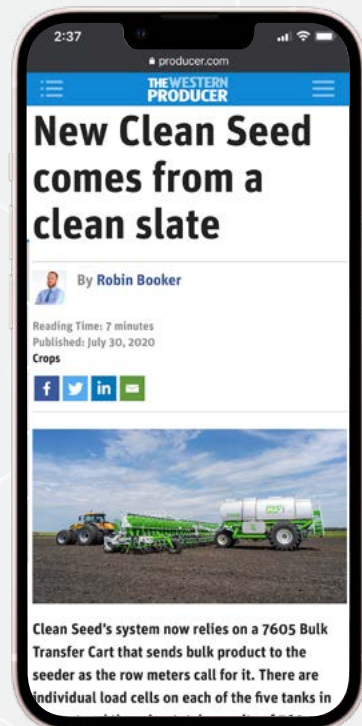 2:37
producer.com
THE WESTERN
PRODUCER
New Clean Seed
comes from a
clean slate
By Robin Booker
Reading Time: 7 minutes
Published: July 30, 2020
Crops
f in
Clean Seed's system now relies on a 7605 Bulk
Transfer Cart that sends bulk product to the
seeder as the row meters call for it. There are
individual load cells on each of the five tanks in